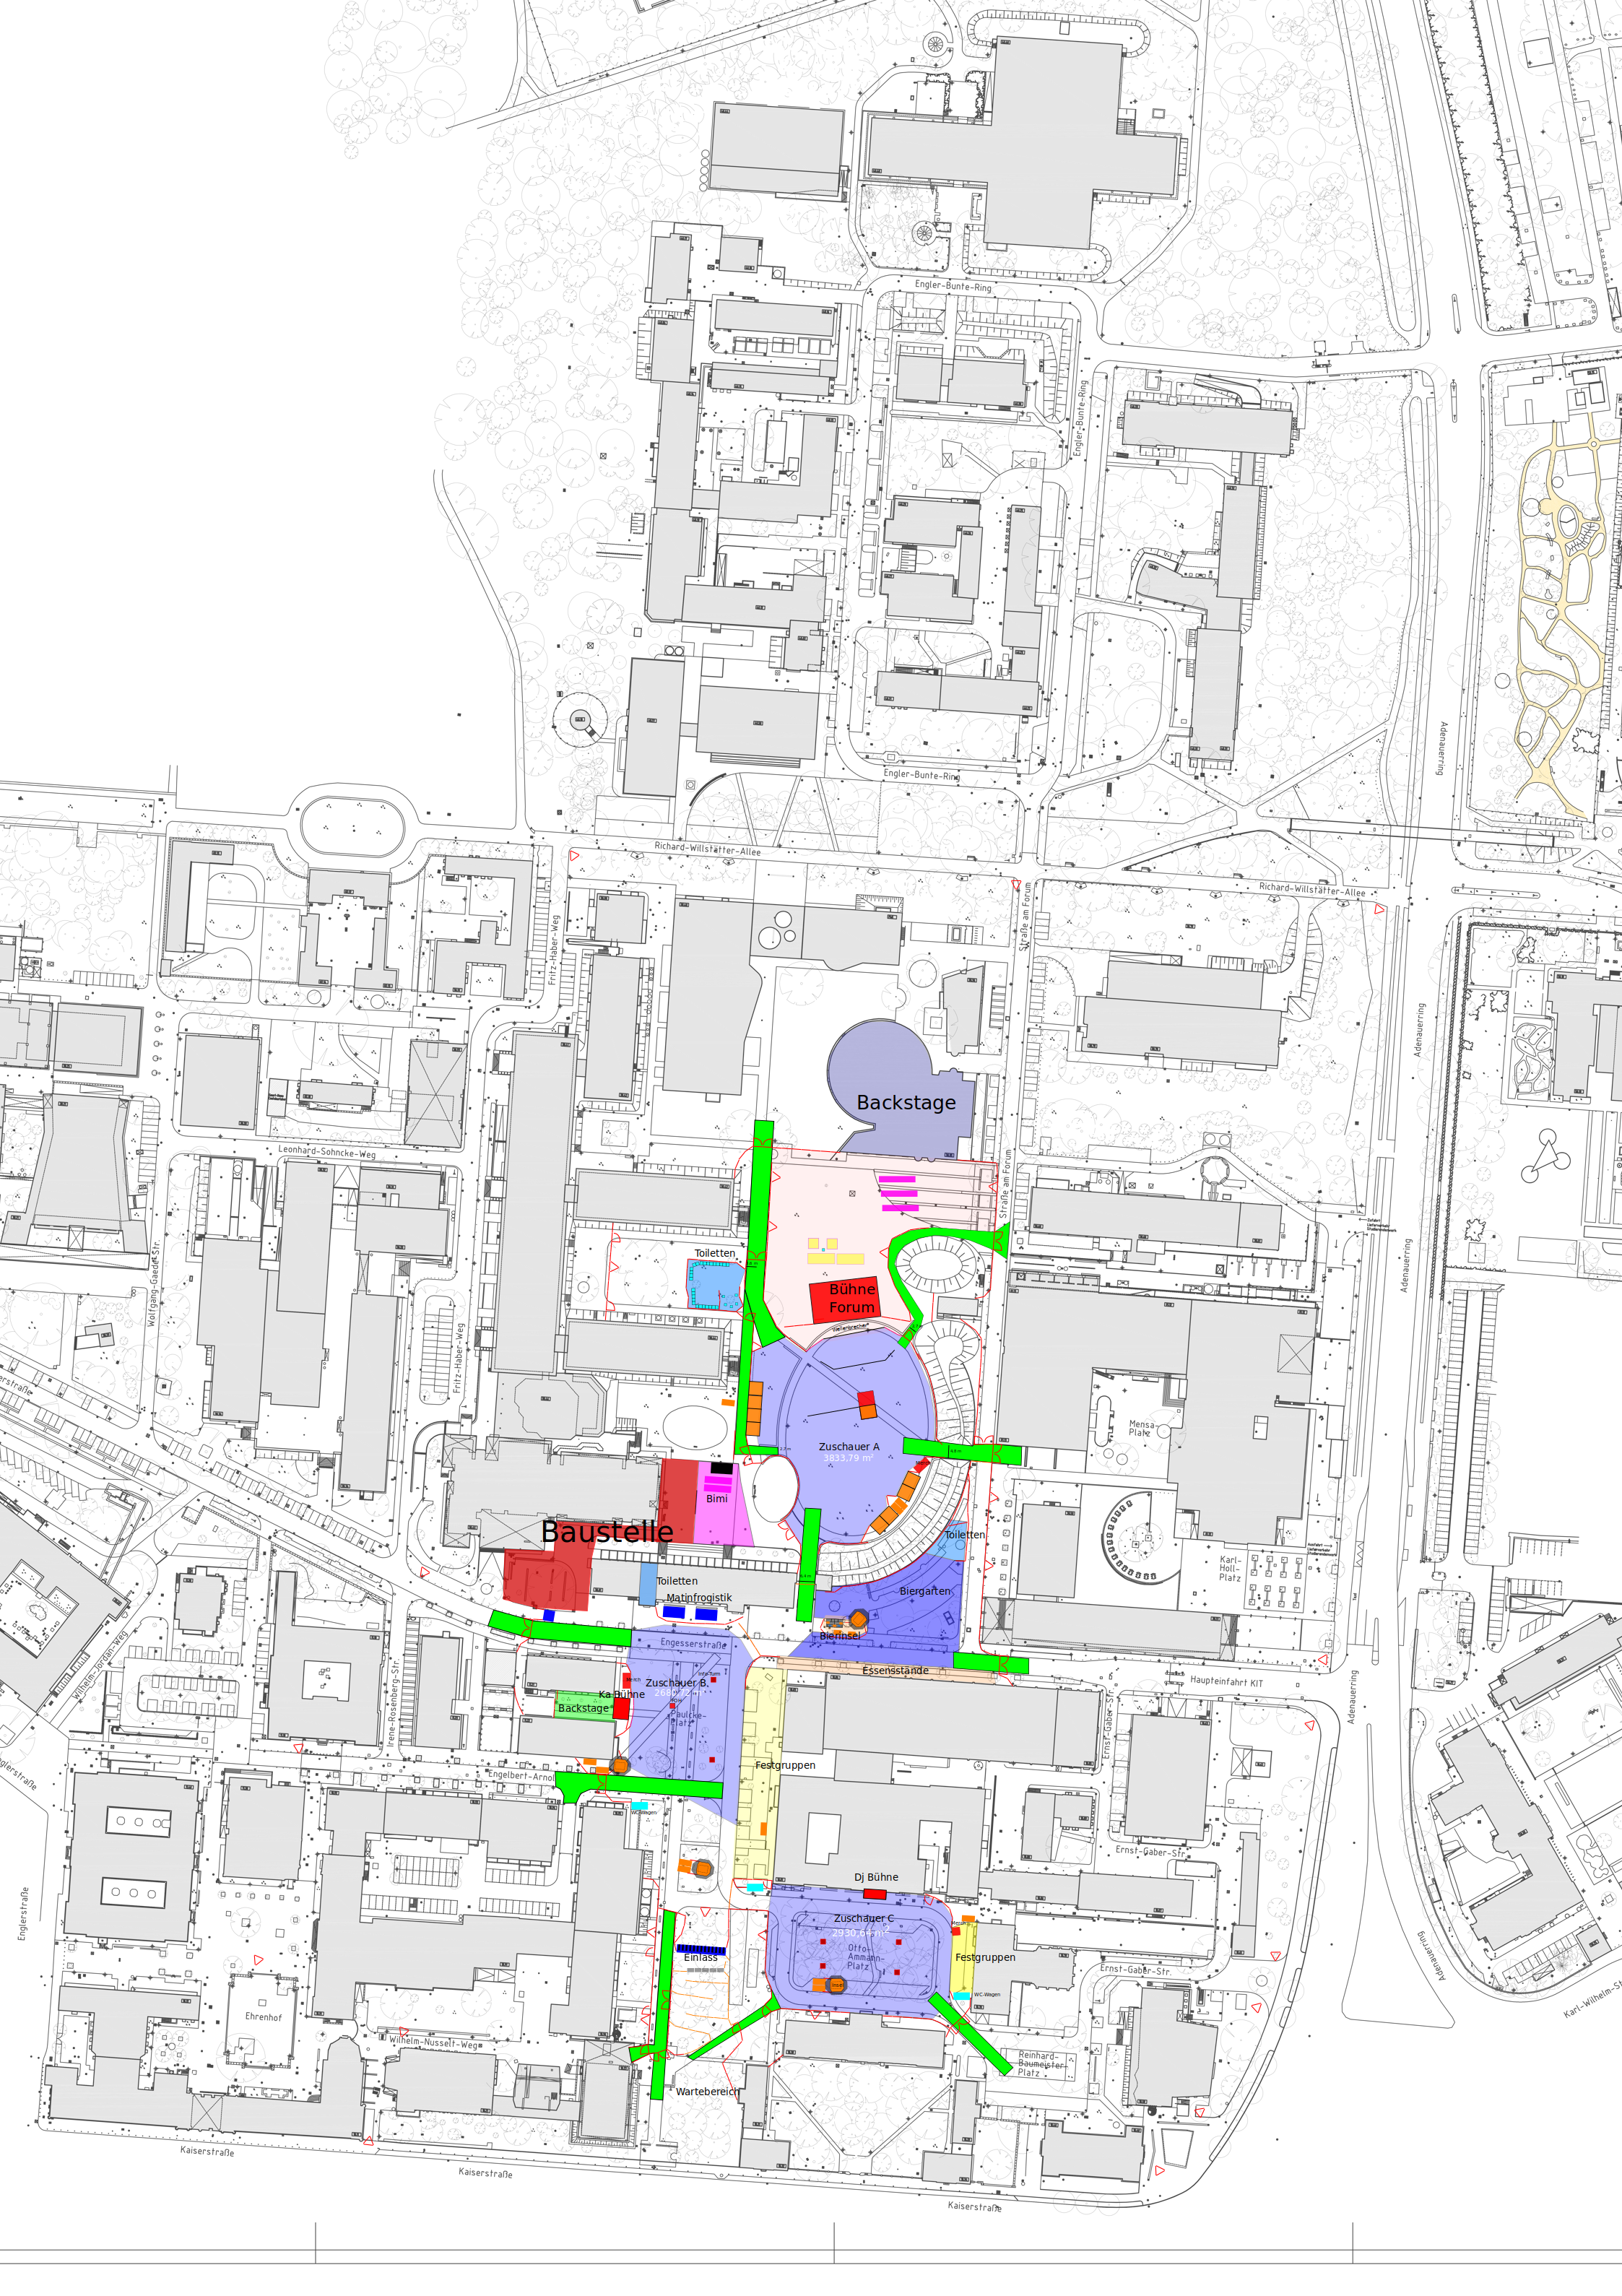 Engler-Bunte-Ring
Engler-Bunte-Ring
Adenauerring
Engler-Bunte-Ring
Richard-Willstätter-Allee
Richard-Willstätter-Allee
Straße am Forum
Fritz-Haber-Weg
Adenauerring
Backstage
Leonhard-Sohncke-Weg
Straße am Forum
Wolfgang-Gaede-Str.
Toiletten
Adenauerring
Bühne
Forum
Wellenbrecher
Fritz-Haber-Weg
Mensa-
Platz
Zuschauer A
3833,79 m²
Bimi
Baustelle
Toiletten
Karl-
Holl-
Platz
Toiletten
Biergarten
Matinfrogistik
Bierinsel
Engesserstraße
Essensstände
Haupteinfahrt KIT
Wilhelm-Jordan-Weg
Irene-Rosenberg-Str.
Zuschauer B.
Ka Bühne
Backstage
Paulcke-
Platz
Adenauerring
Ernst-Gaber-Str.
Festgruppen
Engelbert-Arnol
WC-Wagen
Ernst-Gaber-Str.
Dj Bühne
Zuschauer C
2930,64 m²
Otto-
Ammann-
Platz
Festgruppen
Einlass
Ernst-Gaber-Str.
Englerstraße
Adenauerring
WC-Wagen
Karl-Wilhelm-St
Ehrenhof
Wilhelm-Nusselt-Weg
Reinhard-
Baumeister-
Platz
Wartebereich
Kaiserstraße
Kaiserstraße
Kaiserstraße